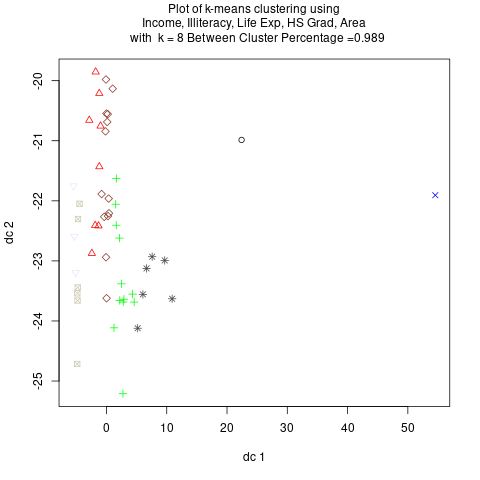 Plot of k-means clustering using
Income, Illiteracy, Life Exp, HS Grad, Area
with k = 8 Between Cluster Percentage =0.989
-20
-21
-22
-23
-24
-25
dc 2
0 10 20 30 40 50
dc 1